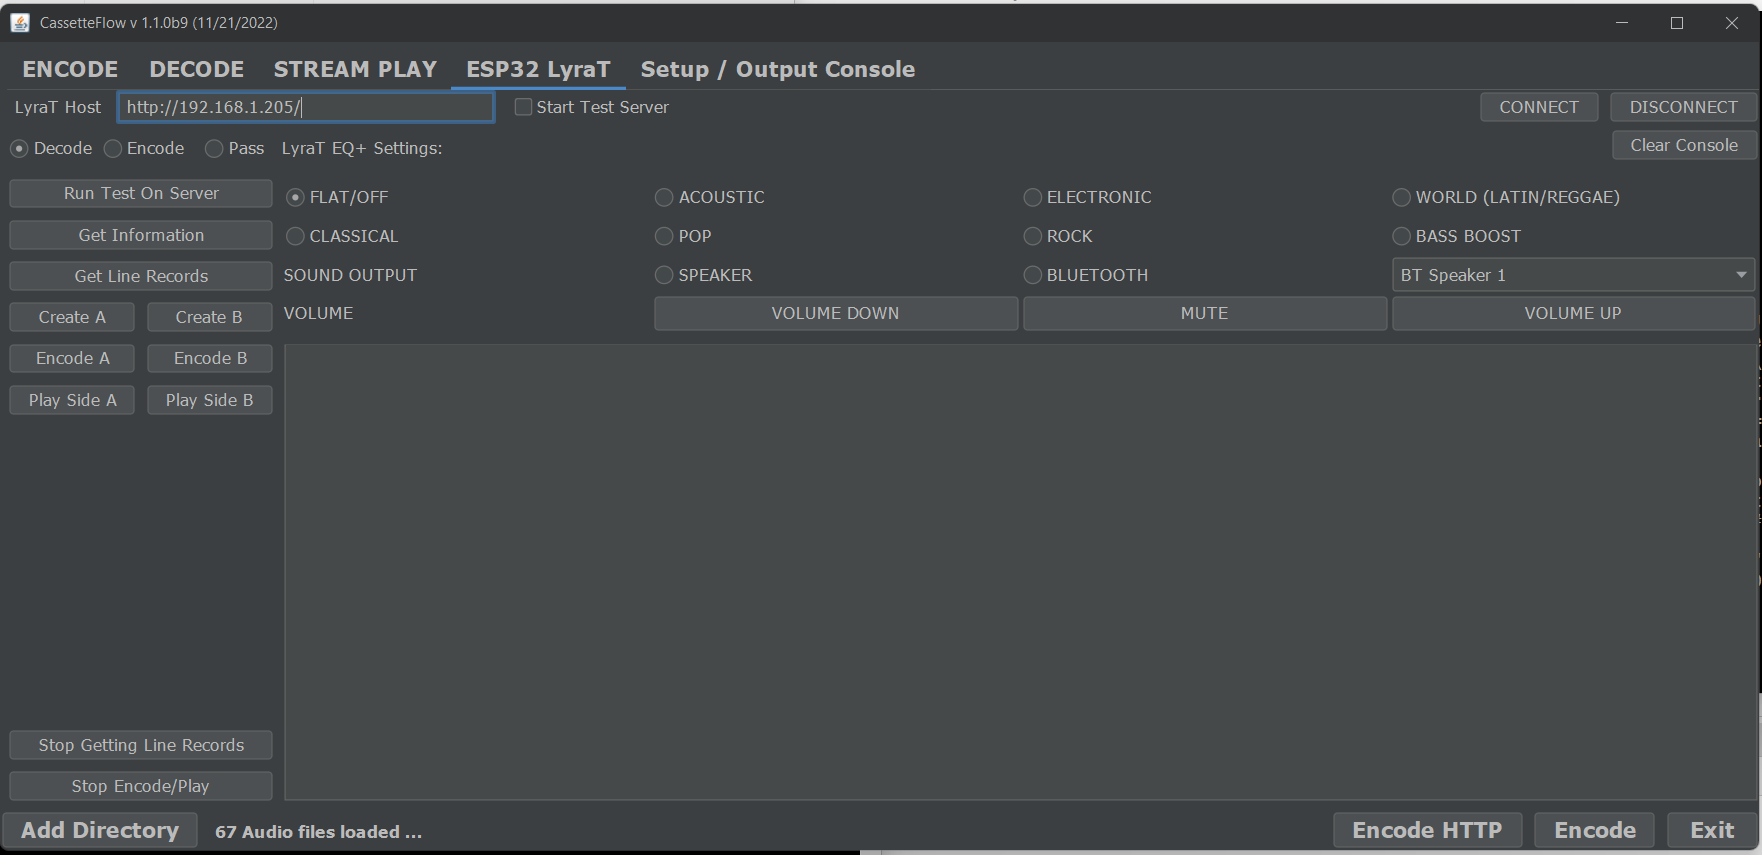 CassetteFlow v 1.1.0b9 (11/21/2022)
ENCODE DECODE STREAM PLAY ESP32 LyraT Setup / Output Console
LyraT Host http://192.168.1.205/ Start Test Server CONNECT DISCONNECT
Decode Encode Pass LyraT EQ+ Settings: Clear Console
Run Test On Server FLAT/OFF ACOUSTIC ELECTRONIC WORLD (LATIN/REGGAE)
Get Information CLASSICAL POP ROCK BASS BOOST
Get Line Records SOUND OUTPUT SPEAKER BLUETOOTH BT Speaker 1
Create A Create B VOLUME VOLUME DOWN MUTE VOLUME UP
Encode A Encode B
Play Side A Play Side B
Stop Getting Line Records
Stop Encode/Play
Add Directory 67 Audio files loaded ... Encode HTTP Encode Exit